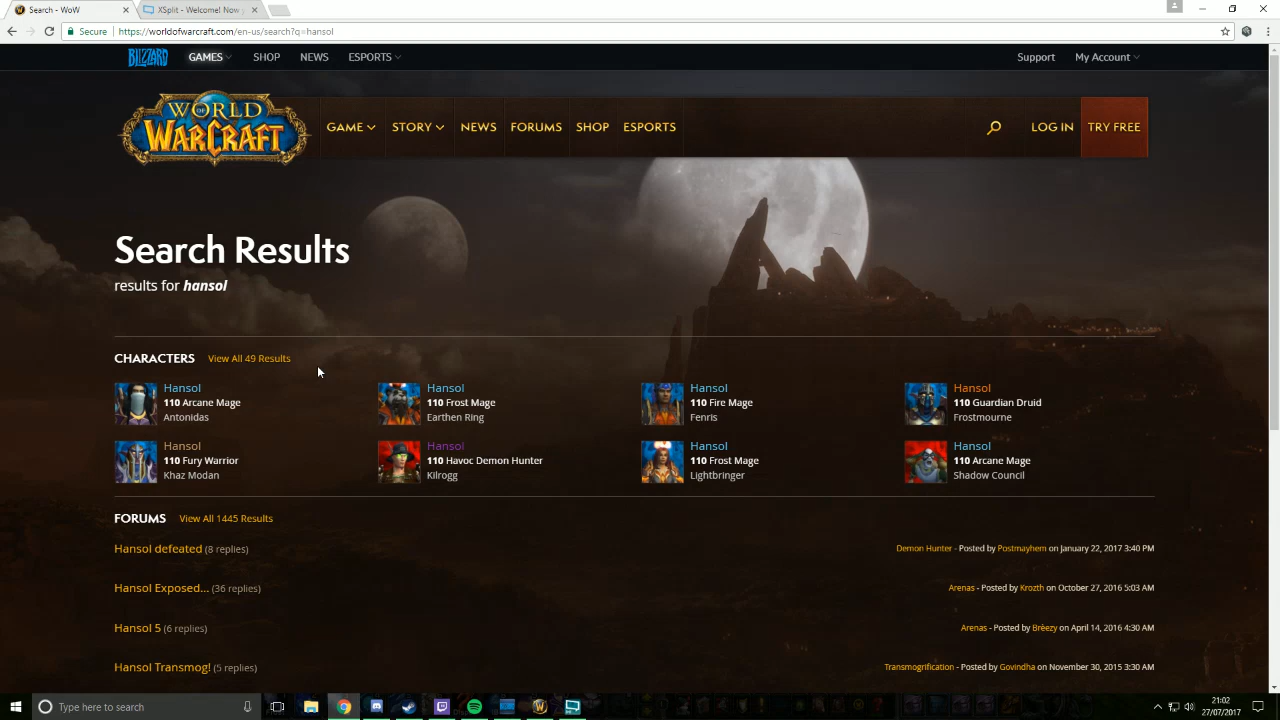 Search - WoW
XSplit - Welcome! Now y
Secure
https://worldofwarcraft.com/en-us/search?q=hansol
BLIZZARD GAMES SHOP NEWS ESPORTS Support My Account
WORLD OF WARCRAFT
GAME STORY NEWS FORUMS SHOP ESPORTS LOG IN TRY FREE
Search Results
results for hansol
CHARACTERS View All 49 Results
Hansol
110 Arcane Mage
Antonidas
Hansol
110 Frost Mage
Earthen Ring
Hansol
110 Fire Mage
Fenris
Hansol
110 Guardian Druid
Frostmourne
Hansol
110 Fury Warrior
Khaz Modan
Hansol
110 Havoc Demon Hunter
Kilrogg
Hansol
110 Frost Mage
Lightbringer
Hansol
110 Arcane Mage
Shadow Council
FORUMS View All 1445 Results
Hansol defeated (8 replies) Demon Hunter - Posted by Postmayhem on January 22, 2017 3:40 PM
Hansol Exposed... (36 replies) Arenas - Posted by Krozth on October 27, 2016 5:03 AM
Hansol 5 (6 replies) Arenas - Posted by Brèezy on April 14, 2016 4:30 AM
Hansol Transmog! (5 replies) Transmogrification - Posted by Govindha on November 30, 2015 3:30 AM
Type here to search
21:02
27/07/2017